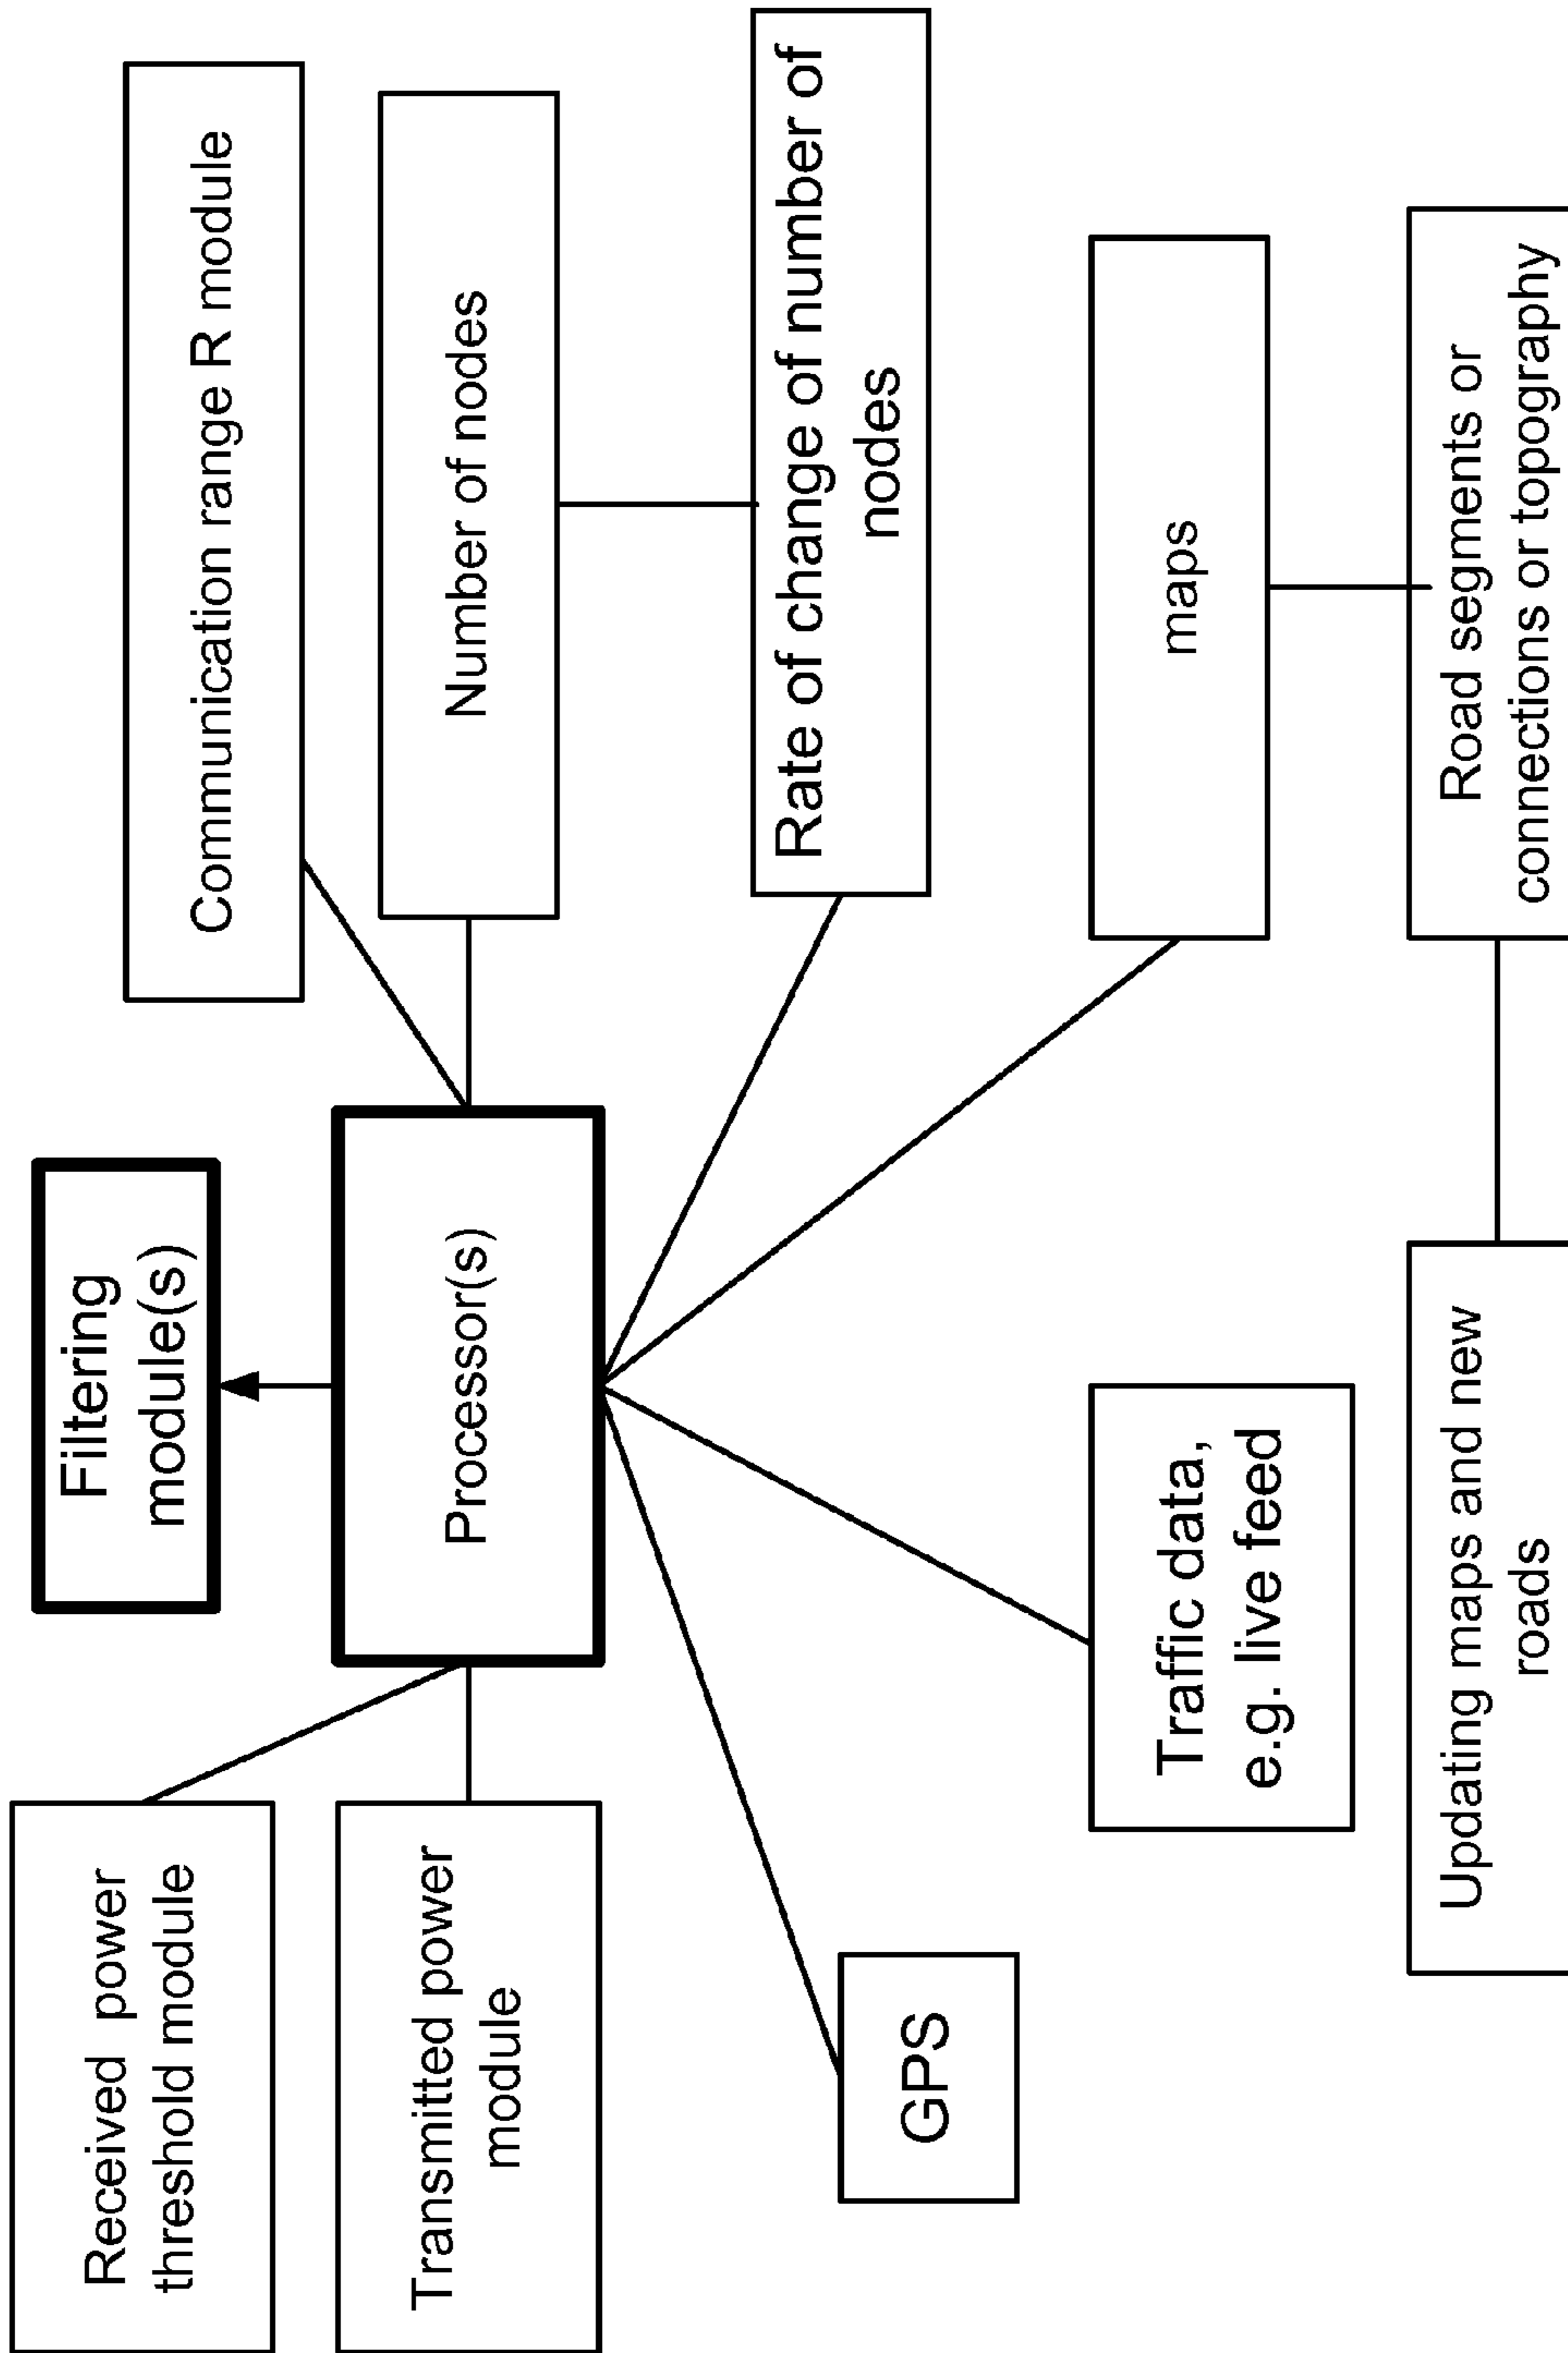 Filtering
module(s)
Received power
threshold module
Communication range R module
Transmitted power
module
Processor(s)
Number of nodes
Rate of change of number of
nodes
GPS
Traffic data,
e.g. live feed
maps
Updating maps and new
roads
Road segments or
connections or topography